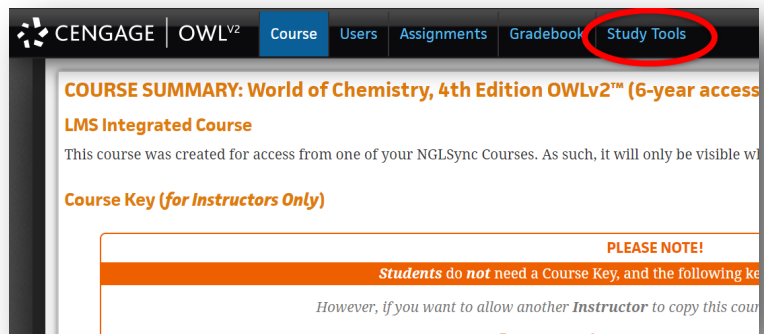 CENGAGE | OWLV2 Course Users Assignments Gradebook Study Tools
COURSE SUMMARY: World of Chemistry, 4th Edition OWLv2™ (6-year access
LMS Integrated Course
This course was created for access from one of your NGLSync Courses. As such, it will only be visible
Course Key (for Instructors Only)
PLEASE NOTE!
Students do not need a Course Key, and the following
However, if you want to allow another Instructor to copy this